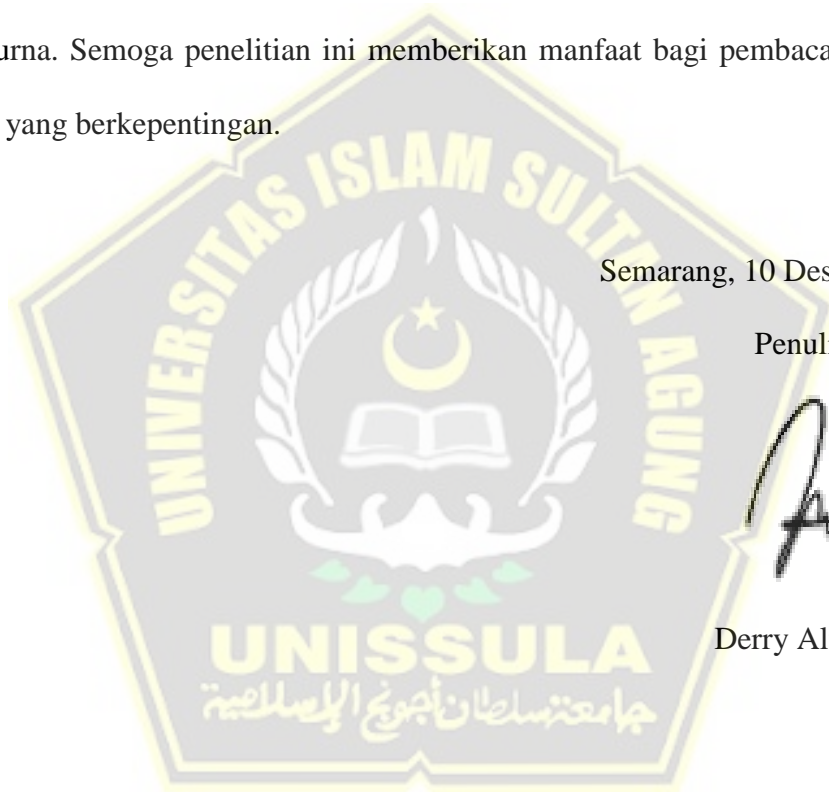 urna. Semoga penelitian ini memberikan manfaat bagi pembaca
yang berkepentingan.
UNIVERSITAS ISLAM SULTAN AGUNG
Semarang, 10 Des
Penuli
Derry Al
UNISSULA
جامعة سلطان أجونج الإسلامية